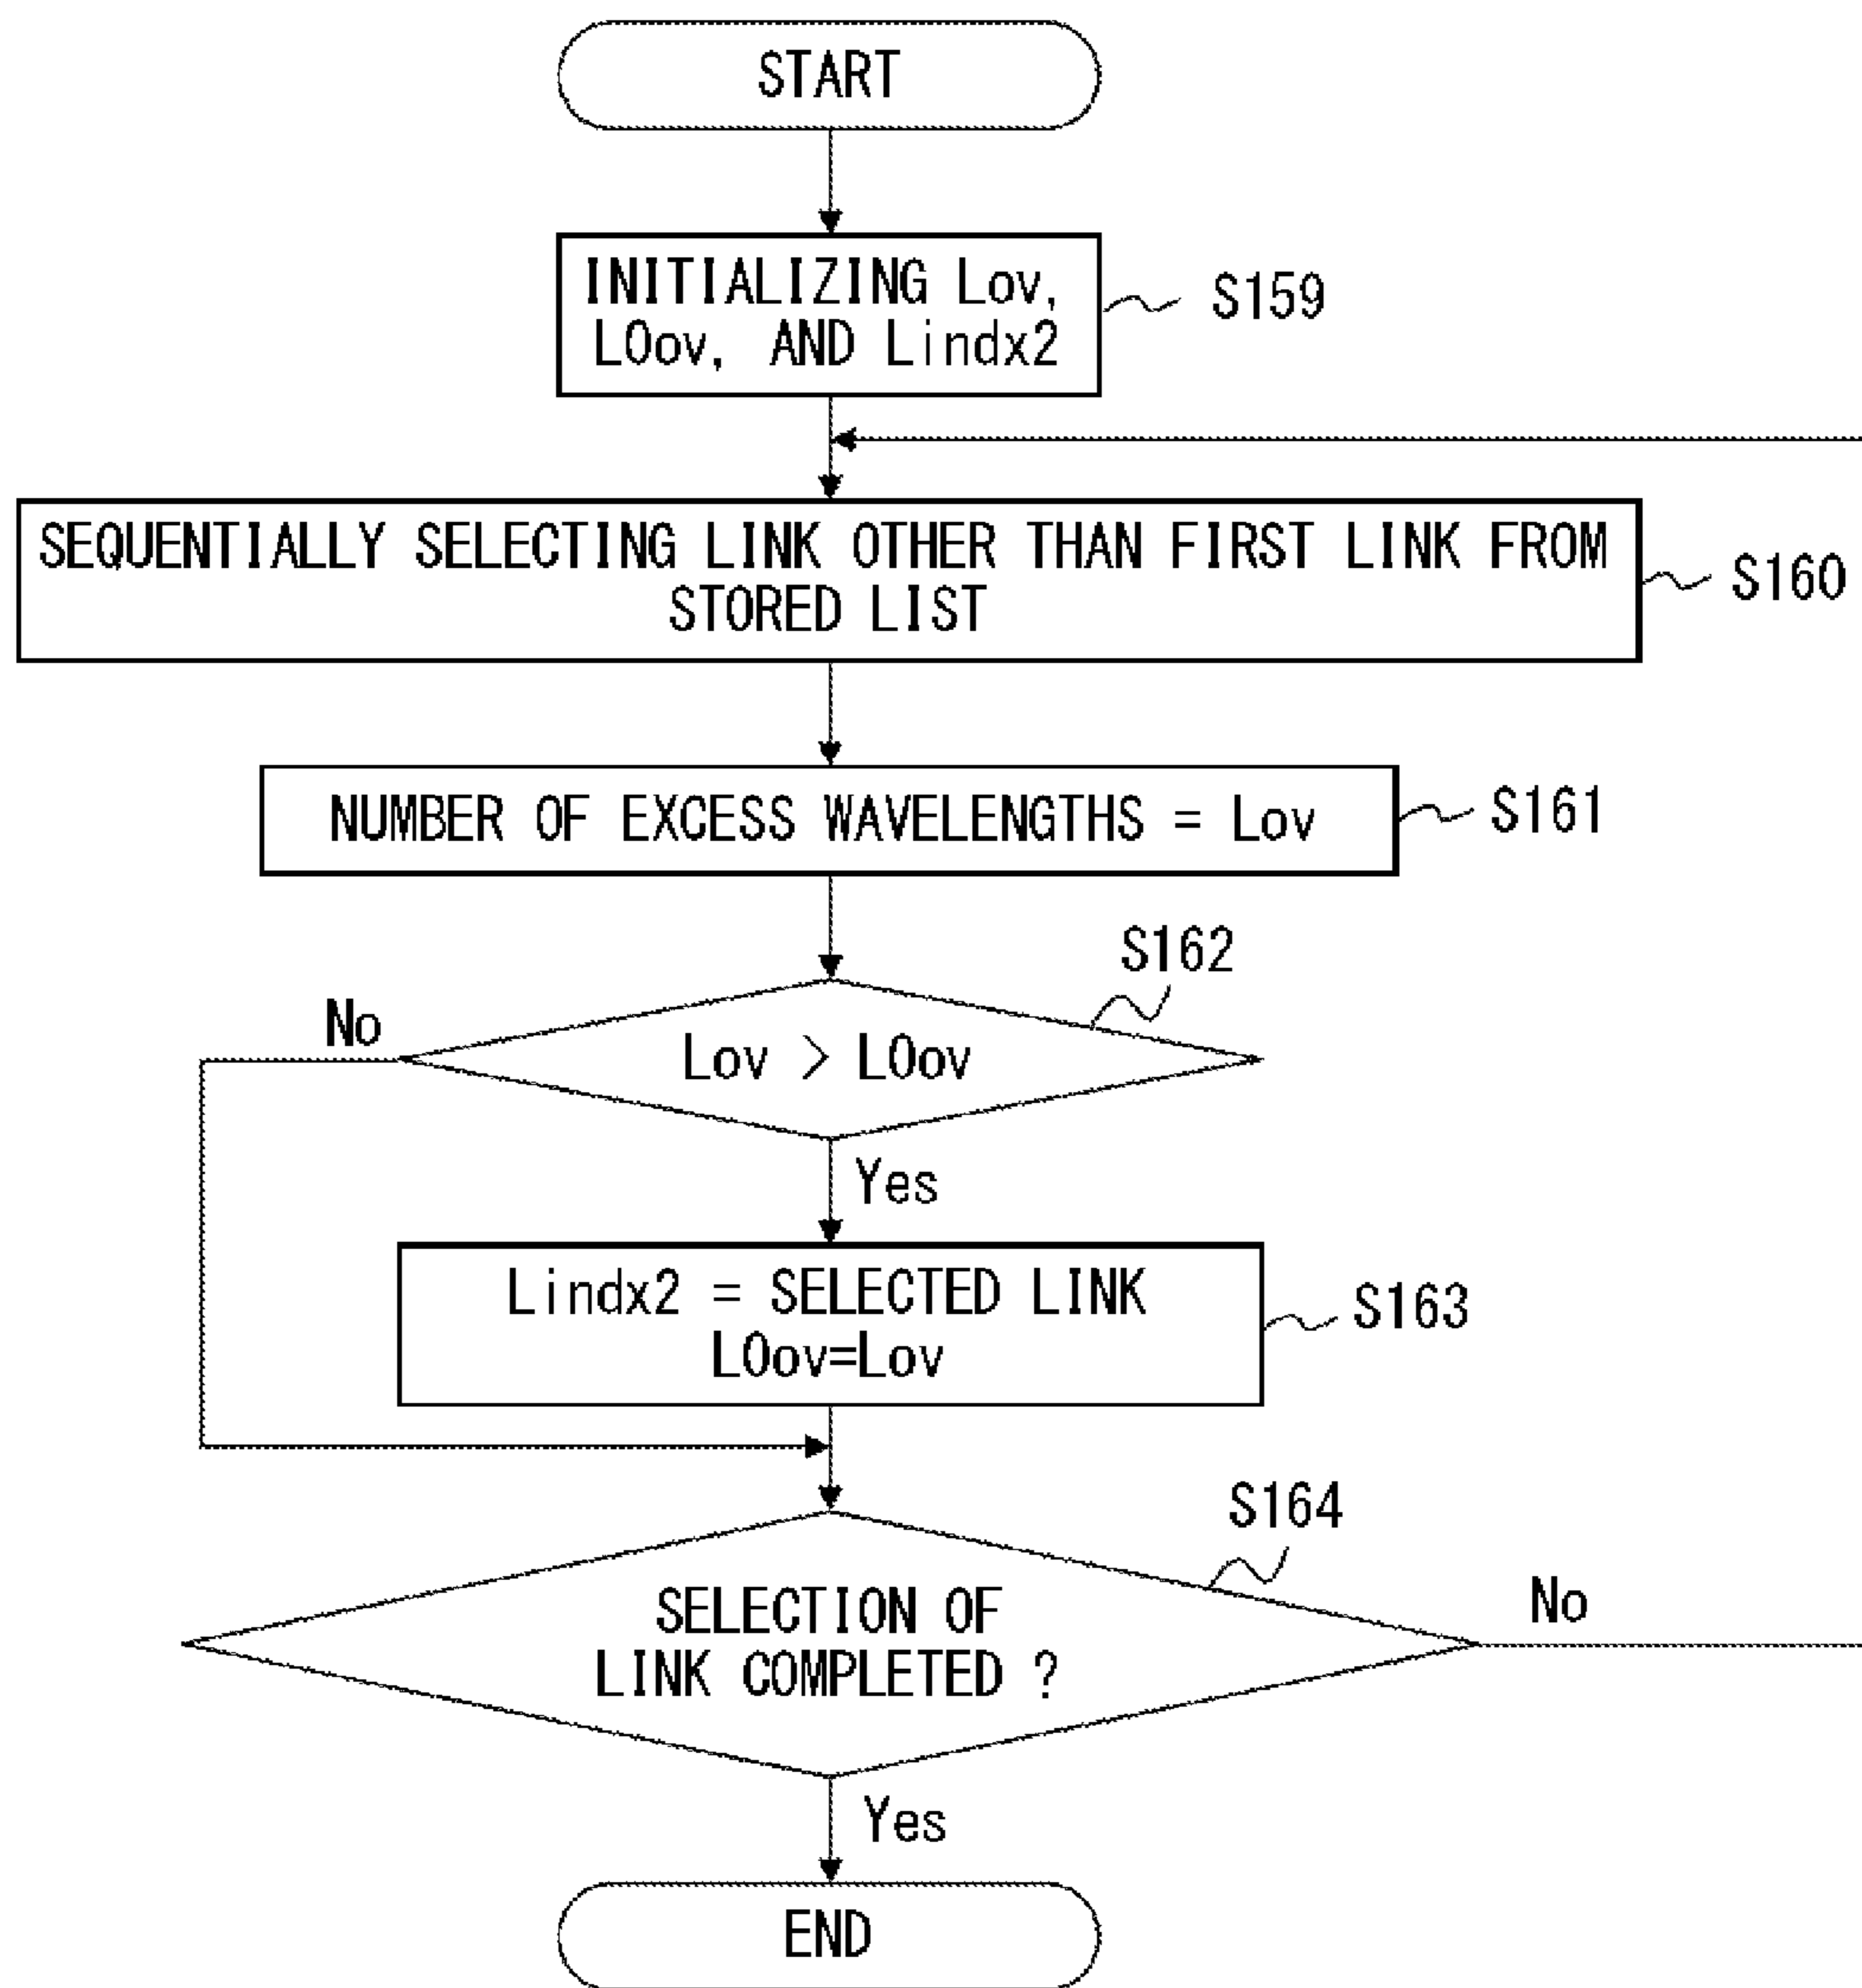 START
INITIALIZING Lov,
L0ov, AND Lindx2
S159
SEQUENTIALLY SELECTING LINK OTHER THAN FIRST LINK FROM
STORED LIST
S160
NUMBER OF EXCESS WAVELENGTHS = Lov
S161
S162
No
Lov > L0ov
Yes
Lindx2 = SELECTED LINK
L0ov=Lov
S163
S164
SELECTION OF
LINK COMPLETED ?
No
Yes
END